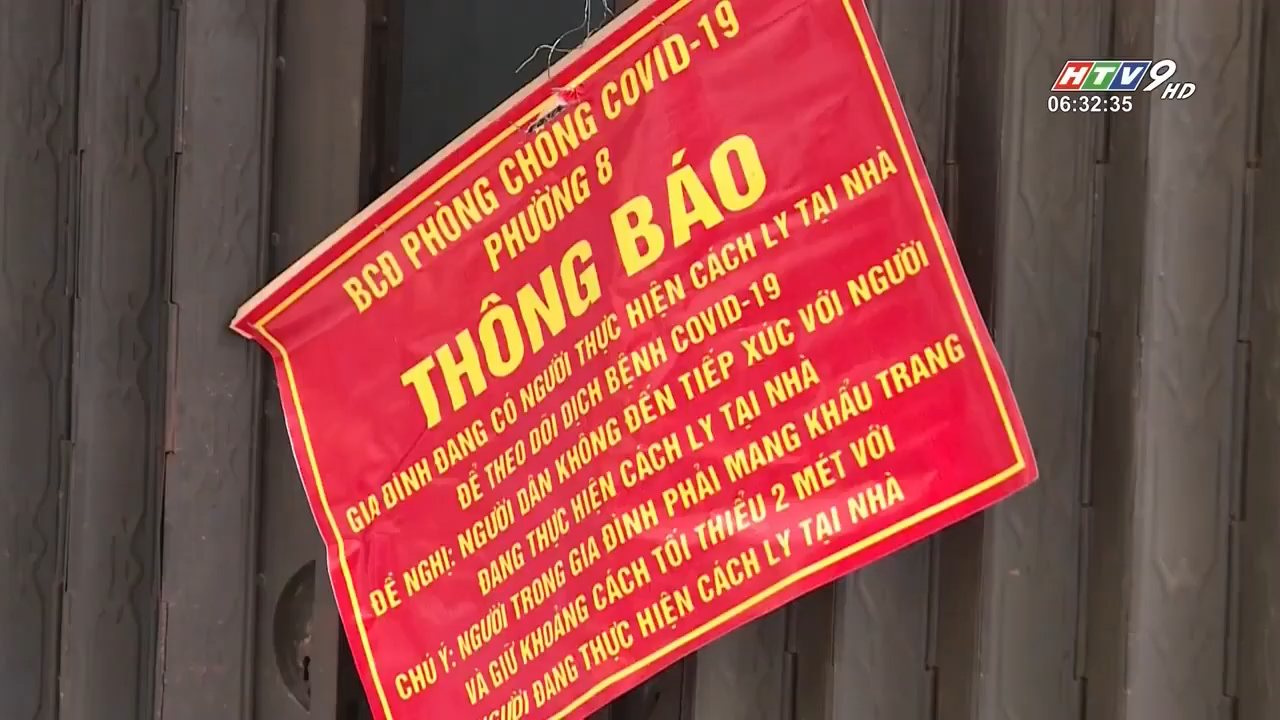 HTV9 HD
06:32:35
BCĐ PHÒNG CHỐNG COVID-19
PHƯỜNG 8
THÔNG BÁO
GIA ĐÌNH ĐANG CÓ NGƯỜI THỰC HIỆN CÁCH LY TẠI NHÀ
ĐỂ THEO DÕI DỊCH BỆNH COVID-19
ĐỀ NGHỊ: NGƯỜI DÂN KHÔNG ĐẾN TIẾP XÚC VỚI NGƯỜI
ĐANG THỰC HIỆN CÁCH LY TẠI NHÀ
CHÚ Ý: NGƯỜI TRONG GIA ĐÌNH PHẢI MANG KHẨU TRANG
VÀ GIỮ KHOẢNG CÁCH TỐI THIỂU 2 MÉT VỚI
NGƯỜI ĐANG THỰC HIỆN CÁCH LY TẠI NHÀ